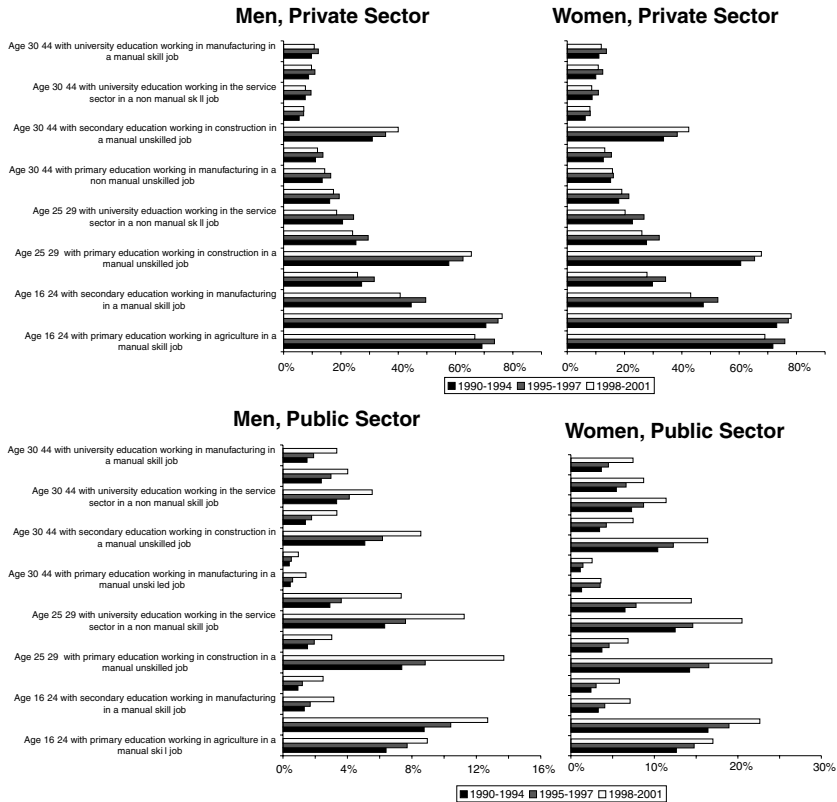 Men, Private Sector
Women, Private Sector
Age 30 44 with university education working in manufacturing in
a manual skill job
Age 30 44 with university education working in the service
sector in a non manual sk ll job
Age 30 44 with secondary education working in construction in
a manual unskilled job
Age 30 44 with primary education working in manufacturing in a
non manual unskilled job
Age 25 29 with university eduaction working in the service
sector in a non manual sk ll job
Age 25 29  with primary education working in construction in a
manual unskilled job
Age 16 24 with secondary education working in manufacturing
in a manual skill job
Age 16 24 with primary education in agriculture in a
manual skill job
0% 20% 40% 60% 80%
0% 20% 40% 60% 80%
1990-1994 1995-1997 1998-2001
Men, Public Sector
Women, Public Sector
Age 30 44 with university education working in manufacturing in
a manual skill job
Age 30 44 with university education working in the service
sector in a non manual skill job
Age 30 44 with secondary education working in construction in
a manual unskilled job
Age 30 44 with primary education working in manufacturing in a
manual unski led job
Age 25 29 with university education working in the service
sector in a non manual skill job
Age 25 29  with primary education working in construction in a
manual unskilled job
Age 16 24 with secondary education working in manufacturing
in a manual skill job
Age 16 24 with primary education working in agriculture in a
manual ski l job
0% 4% 8% 12% 16%
0% 10% 20% 30%
1990-1994 1995-1997 1998-2001